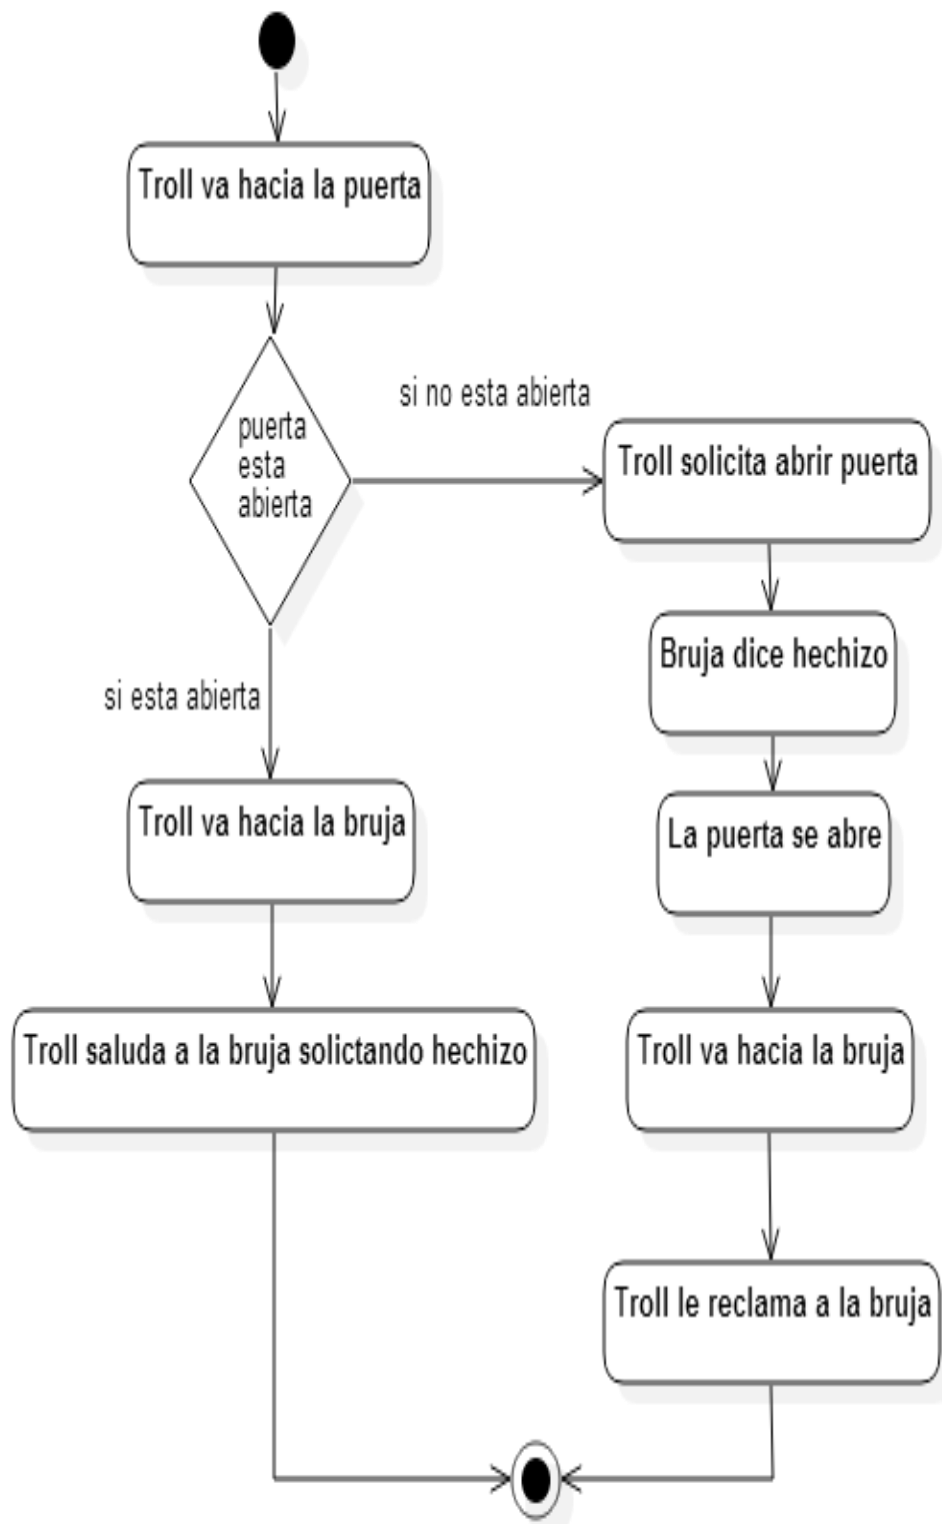 Troll va hacia la puerta
puerta
esta
abierta
si no esta abierta
Troll solicita abrir puerta
Bruja dice hechizo
La puerta se abre
Troll va hacia la bruja
Troll le reclama a la bruja
si esta abierta
Troll va hacia la bruja
Troll saluda a la bruja solictando hechizo